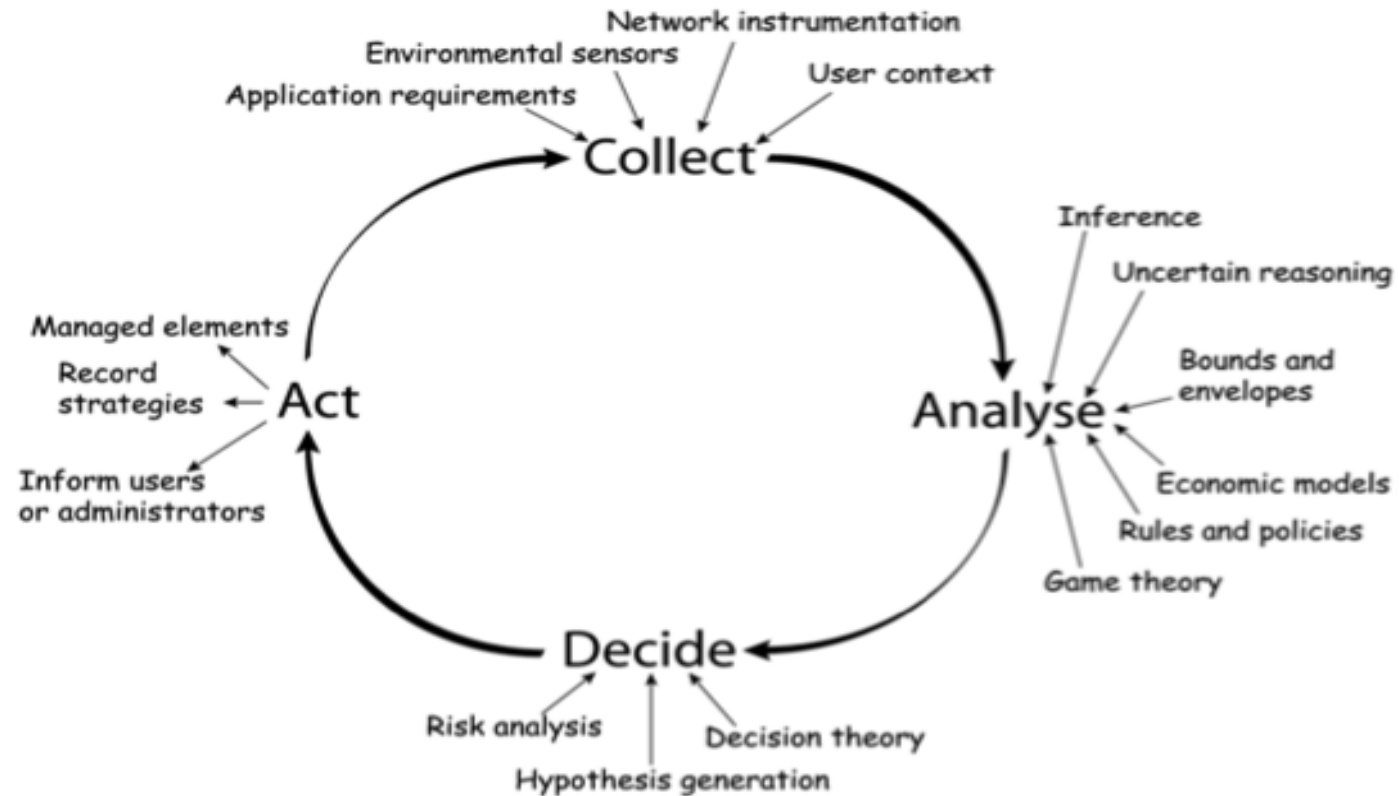 Network instrumentation
Environmental sensors
User context
Application requirements
Collect
Inference
Uncertain reasoning
Bounds and
envelopes
Analyse
Economic models
Rules and policies
Game theory
Decide
Risk analysis
Decision theory
Hypothesis generation
Act
Managed elements
Record
strategies
Inform users
or administrators